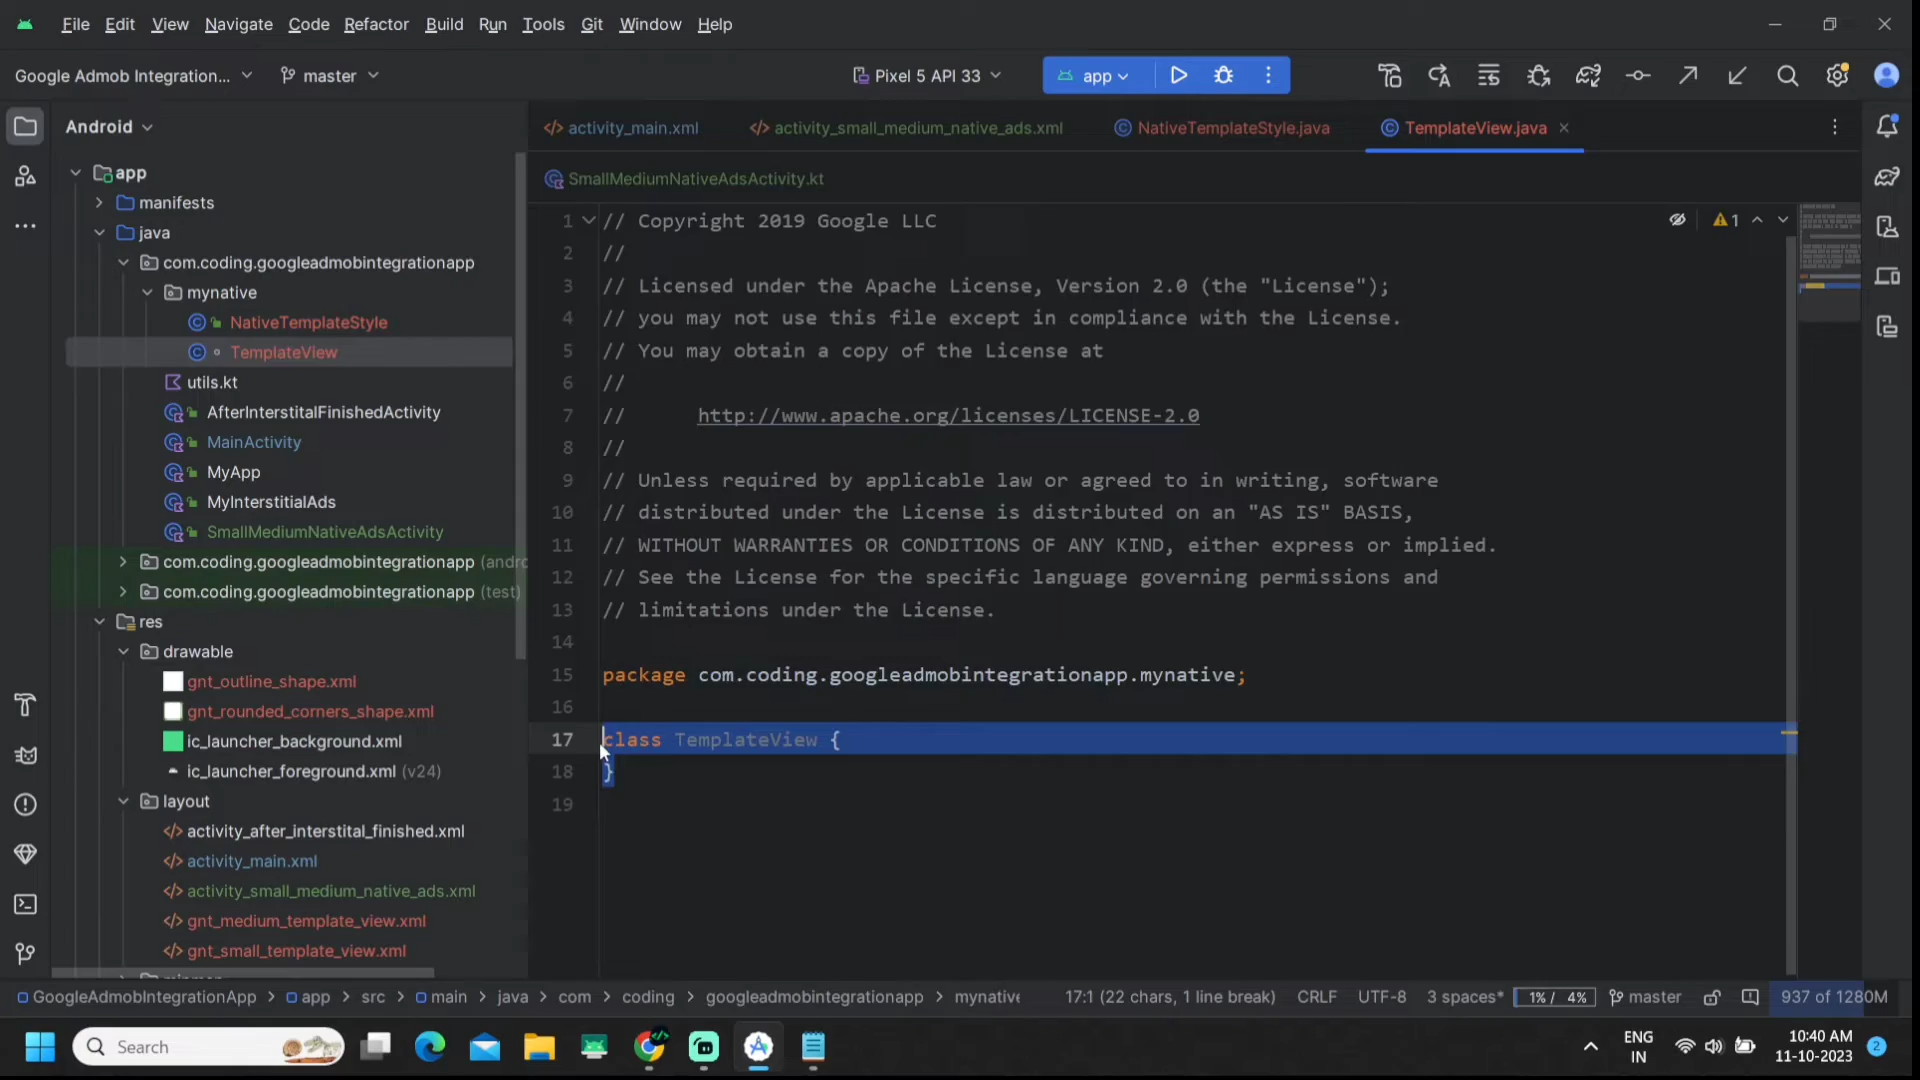 File Edit View Navigate Code Refactor Build Run Tools Git Window Help
Google Admob Integration... master Pixel 5 API 33 app
Android
activity_main.xml activity_small_medium_native_ads.xml NativeTemplateStyle.java TemplateView.java
SmallMediumNativeAdsActivity.kt
app
manifests
java
com.coding.googleadmobintegrationapp
mynative
NativeTemplateStyle
TemplateView
utils.kt
AfterInterstitalFinishedActivity
MainActivity
MyApp
MyInterstitialAds
SmallMediumNativeAdsActivity
com.coding.googleadmobintegrationapp (andro
com.coding.googleadmobintegrationapp (test)
res
drawable
gnt_outline_shape.xml
gnt_rounded_corners_shape.xml
ic_launcher_background.xml
ic_launcher_foreground.xml (v24)
layout
activity_after_interstital_finished.xml
activity_main.xml
activity_small_medium_native_ads.xml
gnt_medium_template_view.xml
gnt_small_template_view.xml
1 // Copyright 2019 Google LLC
2 //
3 // Licensed under the Apache License, Version 2.0 (the "License");
4 // you may not use this file except in compliance with the License.
5 // You may obtain a copy of the License at
6 //
7 // http://www.apache.org/licenses/LICENSE-2.0
8 //
9 // Unless required by applicable law or agreed to in writing, software
10 // distributed under the License is distributed on an "AS IS" BASIS,
11 // WITHOUT WARRANTIES OR CONDITIONS OF ANY KIND, either express or implied.
12 // See the License for the specific language governing permissions and
13 // limitations under the License.
14
15 package com.coding.googleadmobintegrationapp.mynative;
16
17 class TemplateView {
18 }
19
1
GoogleAdmobIntegrationApp > app > src > main > java > com > coding > googleadmobintegrationapp > mynative 17:1 (22 chars, 1 line break) CRLF UTF-8 3 spaces* 1% / 4% master 937 of 1280M
Search
ENG
IN
10:40 AM
11-10-2023
2